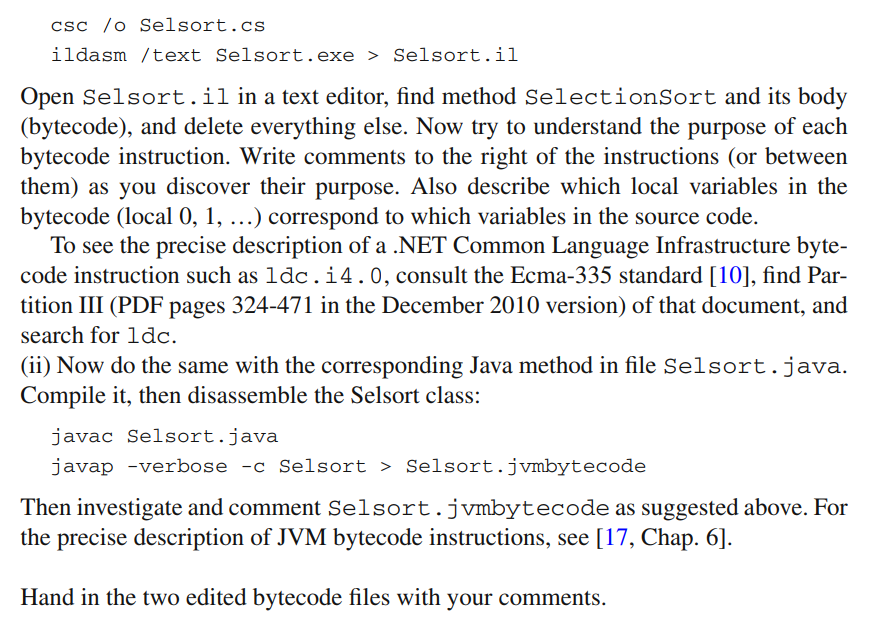 csc /o Selsort.cs
ildasm /text Selsort.exe > Selsort.il
Open Selsort.il in a text editor, find method SelectionSort and its body
(bytecode), and delete everything else. Now try to understand the purpose of each
bytecode instruction. Write comments to the right of the instructions (or between
them) as you discover their purpose. Also describe which local variables in the
bytecode (local 0, 1, …) correspond to which variables in the source code.
To see the precise description of a .NET Common Language Infrastructure byte-
code instruction such as ldc.i4.0, consult the Ecma-335 standard [10], find Par-
tition III (PDF pages 324-471 in the December 2010 version) of that document, and
search for ldc.
(ii) Now do the same with the corresponding Java method in file Selsort.java.
Compile it, then disassemble the Selsort class:
javac Selsort.java
javap -verbose -c Selsort > Selsort.jvmbytecode
Then investigate and comment Selsort.jvmbytecode as suggested above. For
the precise description of JVM bytecode instructions, see [17, Chap. 6].
Hand in the two edited bytecode files with your comments.